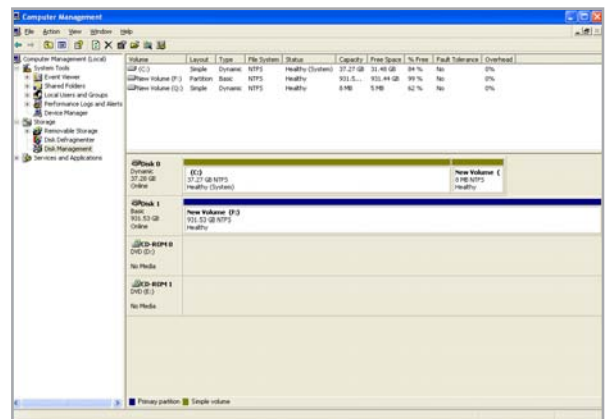 Computer Management
File Action View Window Help
Computer Management (Local)
System Tools
Event Viewer
Shared Folders
Local Users and Groups
Performance Logs and Alerts
Device Manager
Storage
Removable Storage
Disk Defragmenter
Disk Management
Services and Applications
Volume Layout Type File System Status Capacity Free Space % Free Fault Tolerance Overhead
(C:) Simple Dynamic NTFS Healthy (System) 37.27 GB 31.48 GB 84 % No 0%
New Volume (F:) Partition Basic NTFS Healthy 931.5... 931.44 GB 99 % No 0%
New Volume Simple Dynamic NTFS Healthy 8 MB 5 MB 62 % No 0%
Disk 0
Dynamic
37.28 GB
Online
(C:)
37.27 GB NTFS
Healthy (System)
New Volume (
8 MB NTFS
Healthy
Disk 1
Basic
931.53 GB
Online
New Volume (F:)
931.53 GB NTFS
Healthy
CD-ROM 0
DVD (D:)
No Media
CD-ROM 1
DVD (E:)
No Media
Primary partition Simple volume